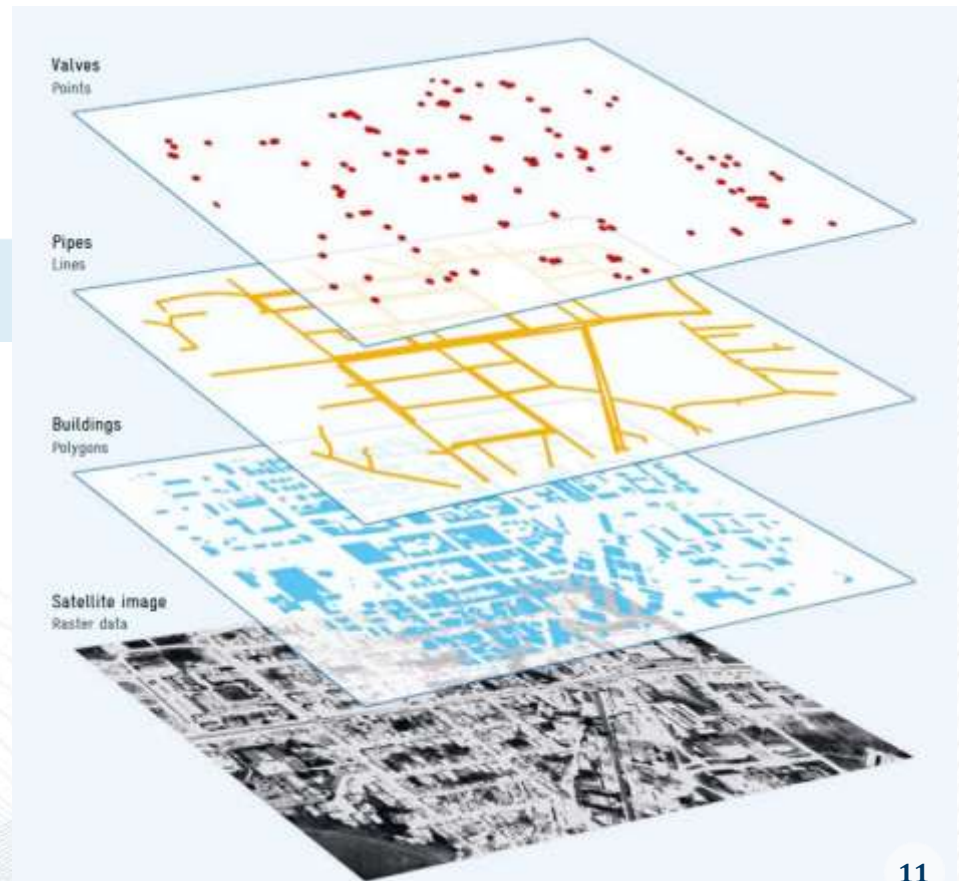 Valves
Points
Pipes
Lines
Buildings
Polygons
Satellite image
Raster data
11